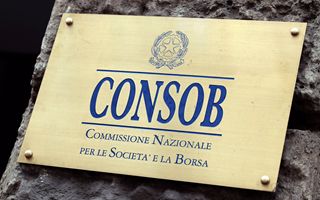 CONSOB
COMMISSIONE NAZIONALE
PER LE SOCIETA' E LA BORSA